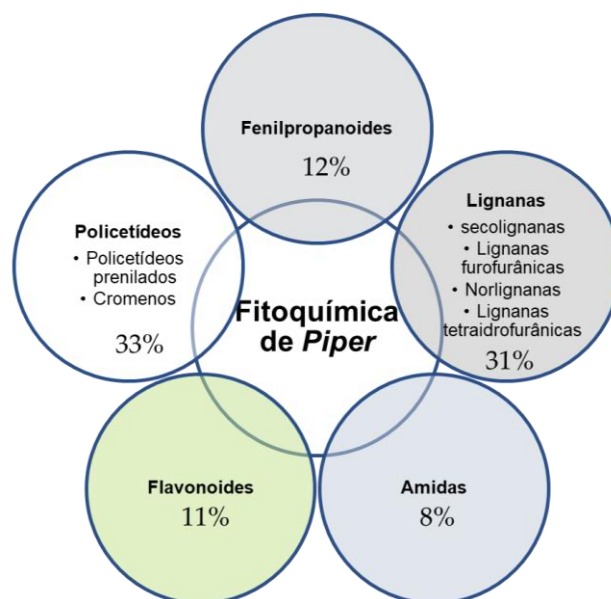 Fenilpropanoides
12%
Policetídeos
• Policetídeos
prenilados
• Cromenos
33%
Lignanas
• secolignanas
• Lignanas
furofurânicas
• Norlignanas
• Lignanas
tetraidrofurânicas
31%
Fitoquímica
de Piper
Flavonoides
11%
Amidas
8%